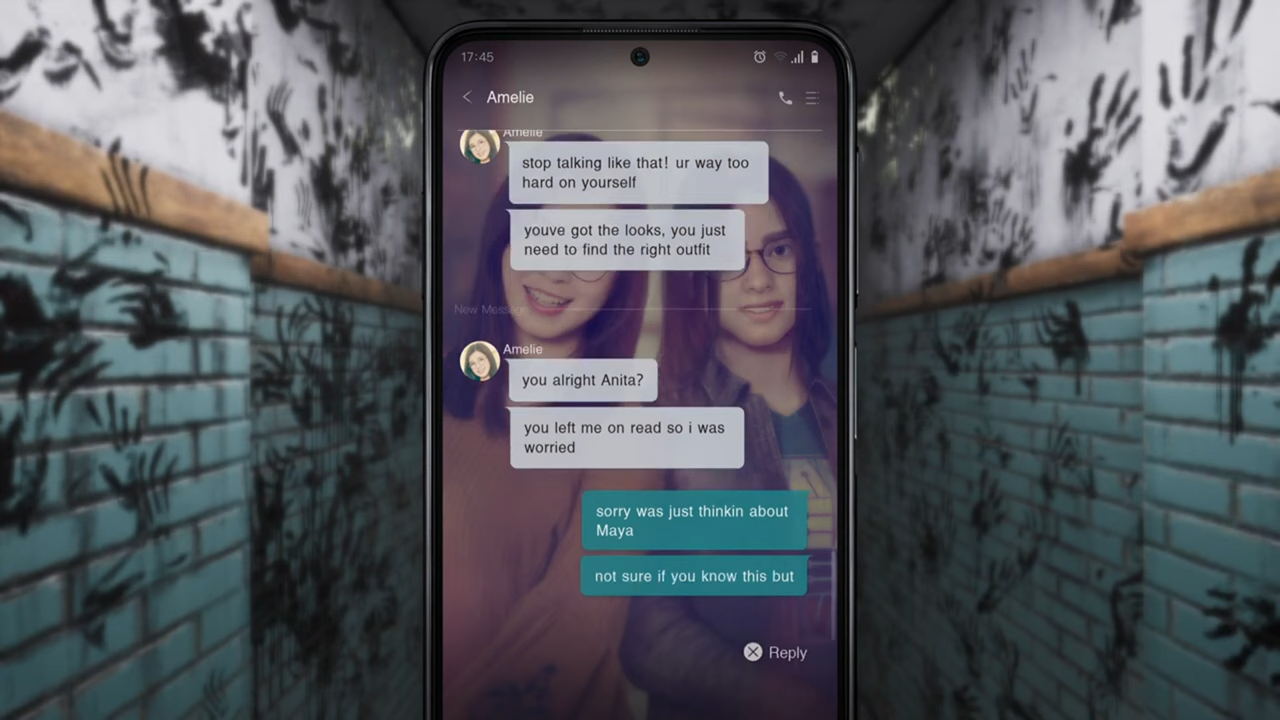 17:45
Amelie
Amelie
stop talking like that! ur way too
hard on yourself
youve got the looks, you just
need to find the right outfit
New Message
Amelie
you alright Anita?
you left me on read so i was
worried
sorry was just thinkin about
Maya
not sure if you know this but
Reply